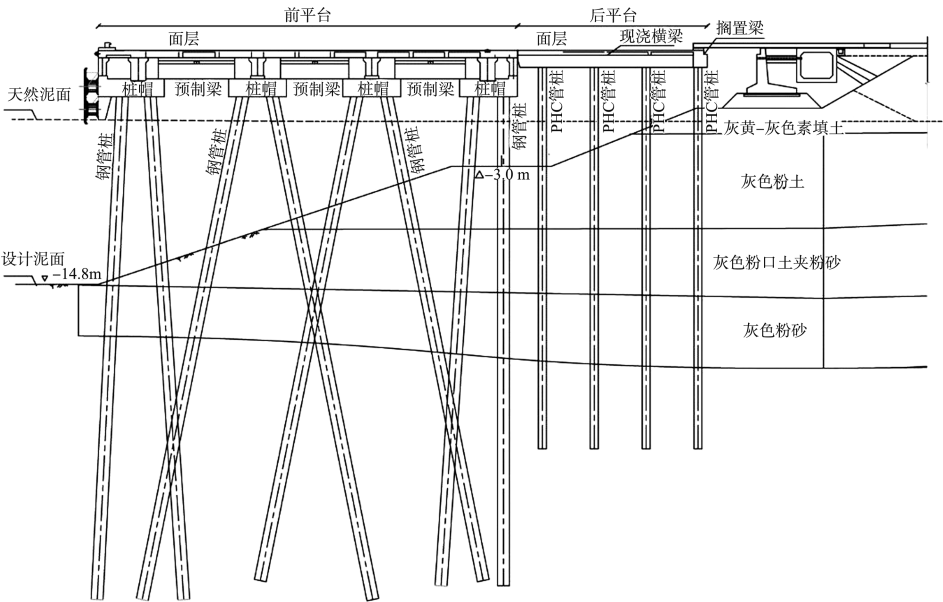 前平台
后平台
面层
面层
现浇横梁
搁置梁
桩帽
预制梁
桩帽
预制梁
桩帽
预制梁
桩帽
天然泥面
钢管桩
钢管桩
钢管桩
钢管桩
PHC管桩
PHC管桩
PHC管桩
PHC管桩
灰黄-灰色素填土
-3.0 m
灰色粉土
设计泥面
-14.8m
灰色粉口土夹粉砂
灰色粉砂